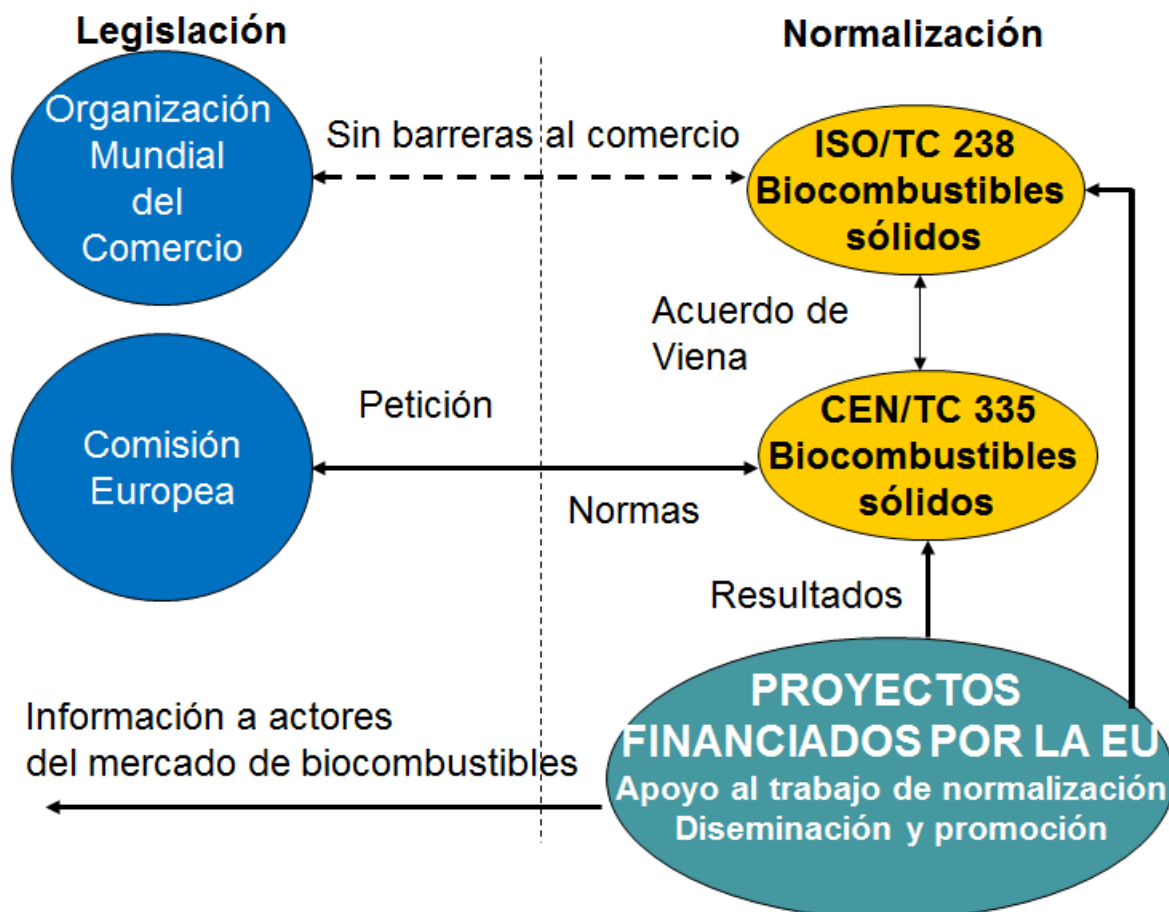 Legislación
Normalización
Organización
Mundial
del
Comercio
Sin barreras al comercio
ISO/TC 238
Biocombustibles
sólidos
Acuerdo de
Viena
Comisión
Europea
Petición
Normas
CEN/TC 335
Biocombustibles
sólidos
Resultados
Información a actores
del mercado de biocombustibles
PROYECTOS
FINANCIADOS POR LA EU
Apoyo al trabajo de normalización
Diseminación y promoción